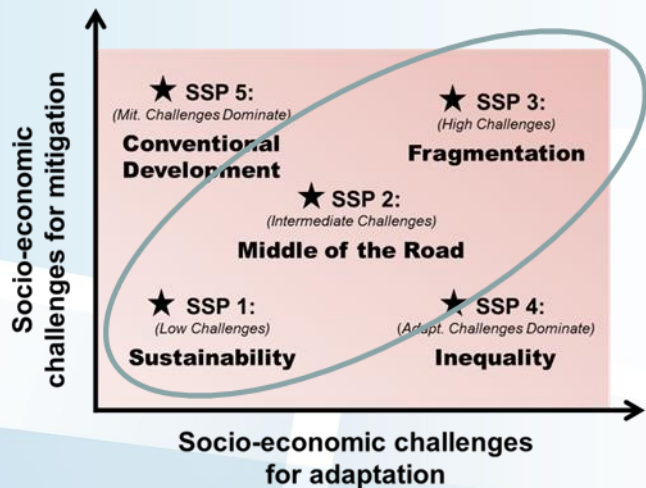 Socio-economic
challenges for mitigation
★ SSP 5:
(Mit. Challenges Dominate)
Conventional
Development
★ SSP 3:
(High Challenges)
Fragmentation
★ SSP 2:
(Intermediate Challenges)
Middle of the Road
★ SSP 1:
(Low Challenges)
Sustainability
★ SSP 4:
(Adapt. Challenges Dominate)
Inequality
Socio-economic challenges
for adaptation